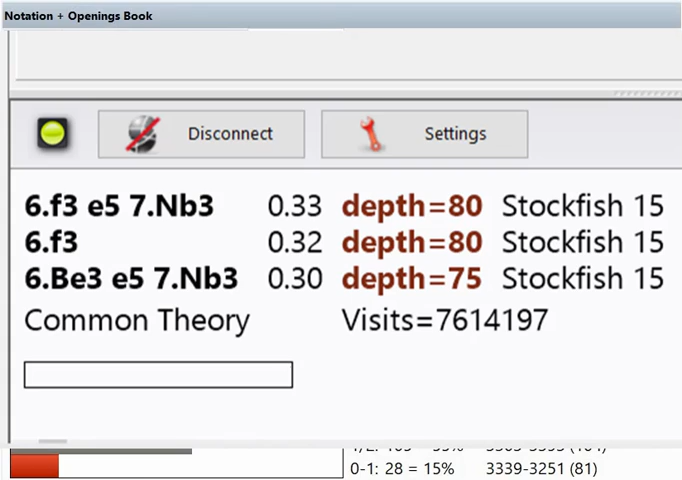 Notation + Openings Book
Disconnect Settings
6.f3 e5 7.Nb3 0.33 depth=80 Stockfish 15
6.f3 0.32 depth=80 Stockfish 15
6.Be3 e5 7.Nb3 0.30 depth=75 Stockfish 15
Common Theory Visits=7614197
0-1: 28 = 15% 3339-3251 (81)